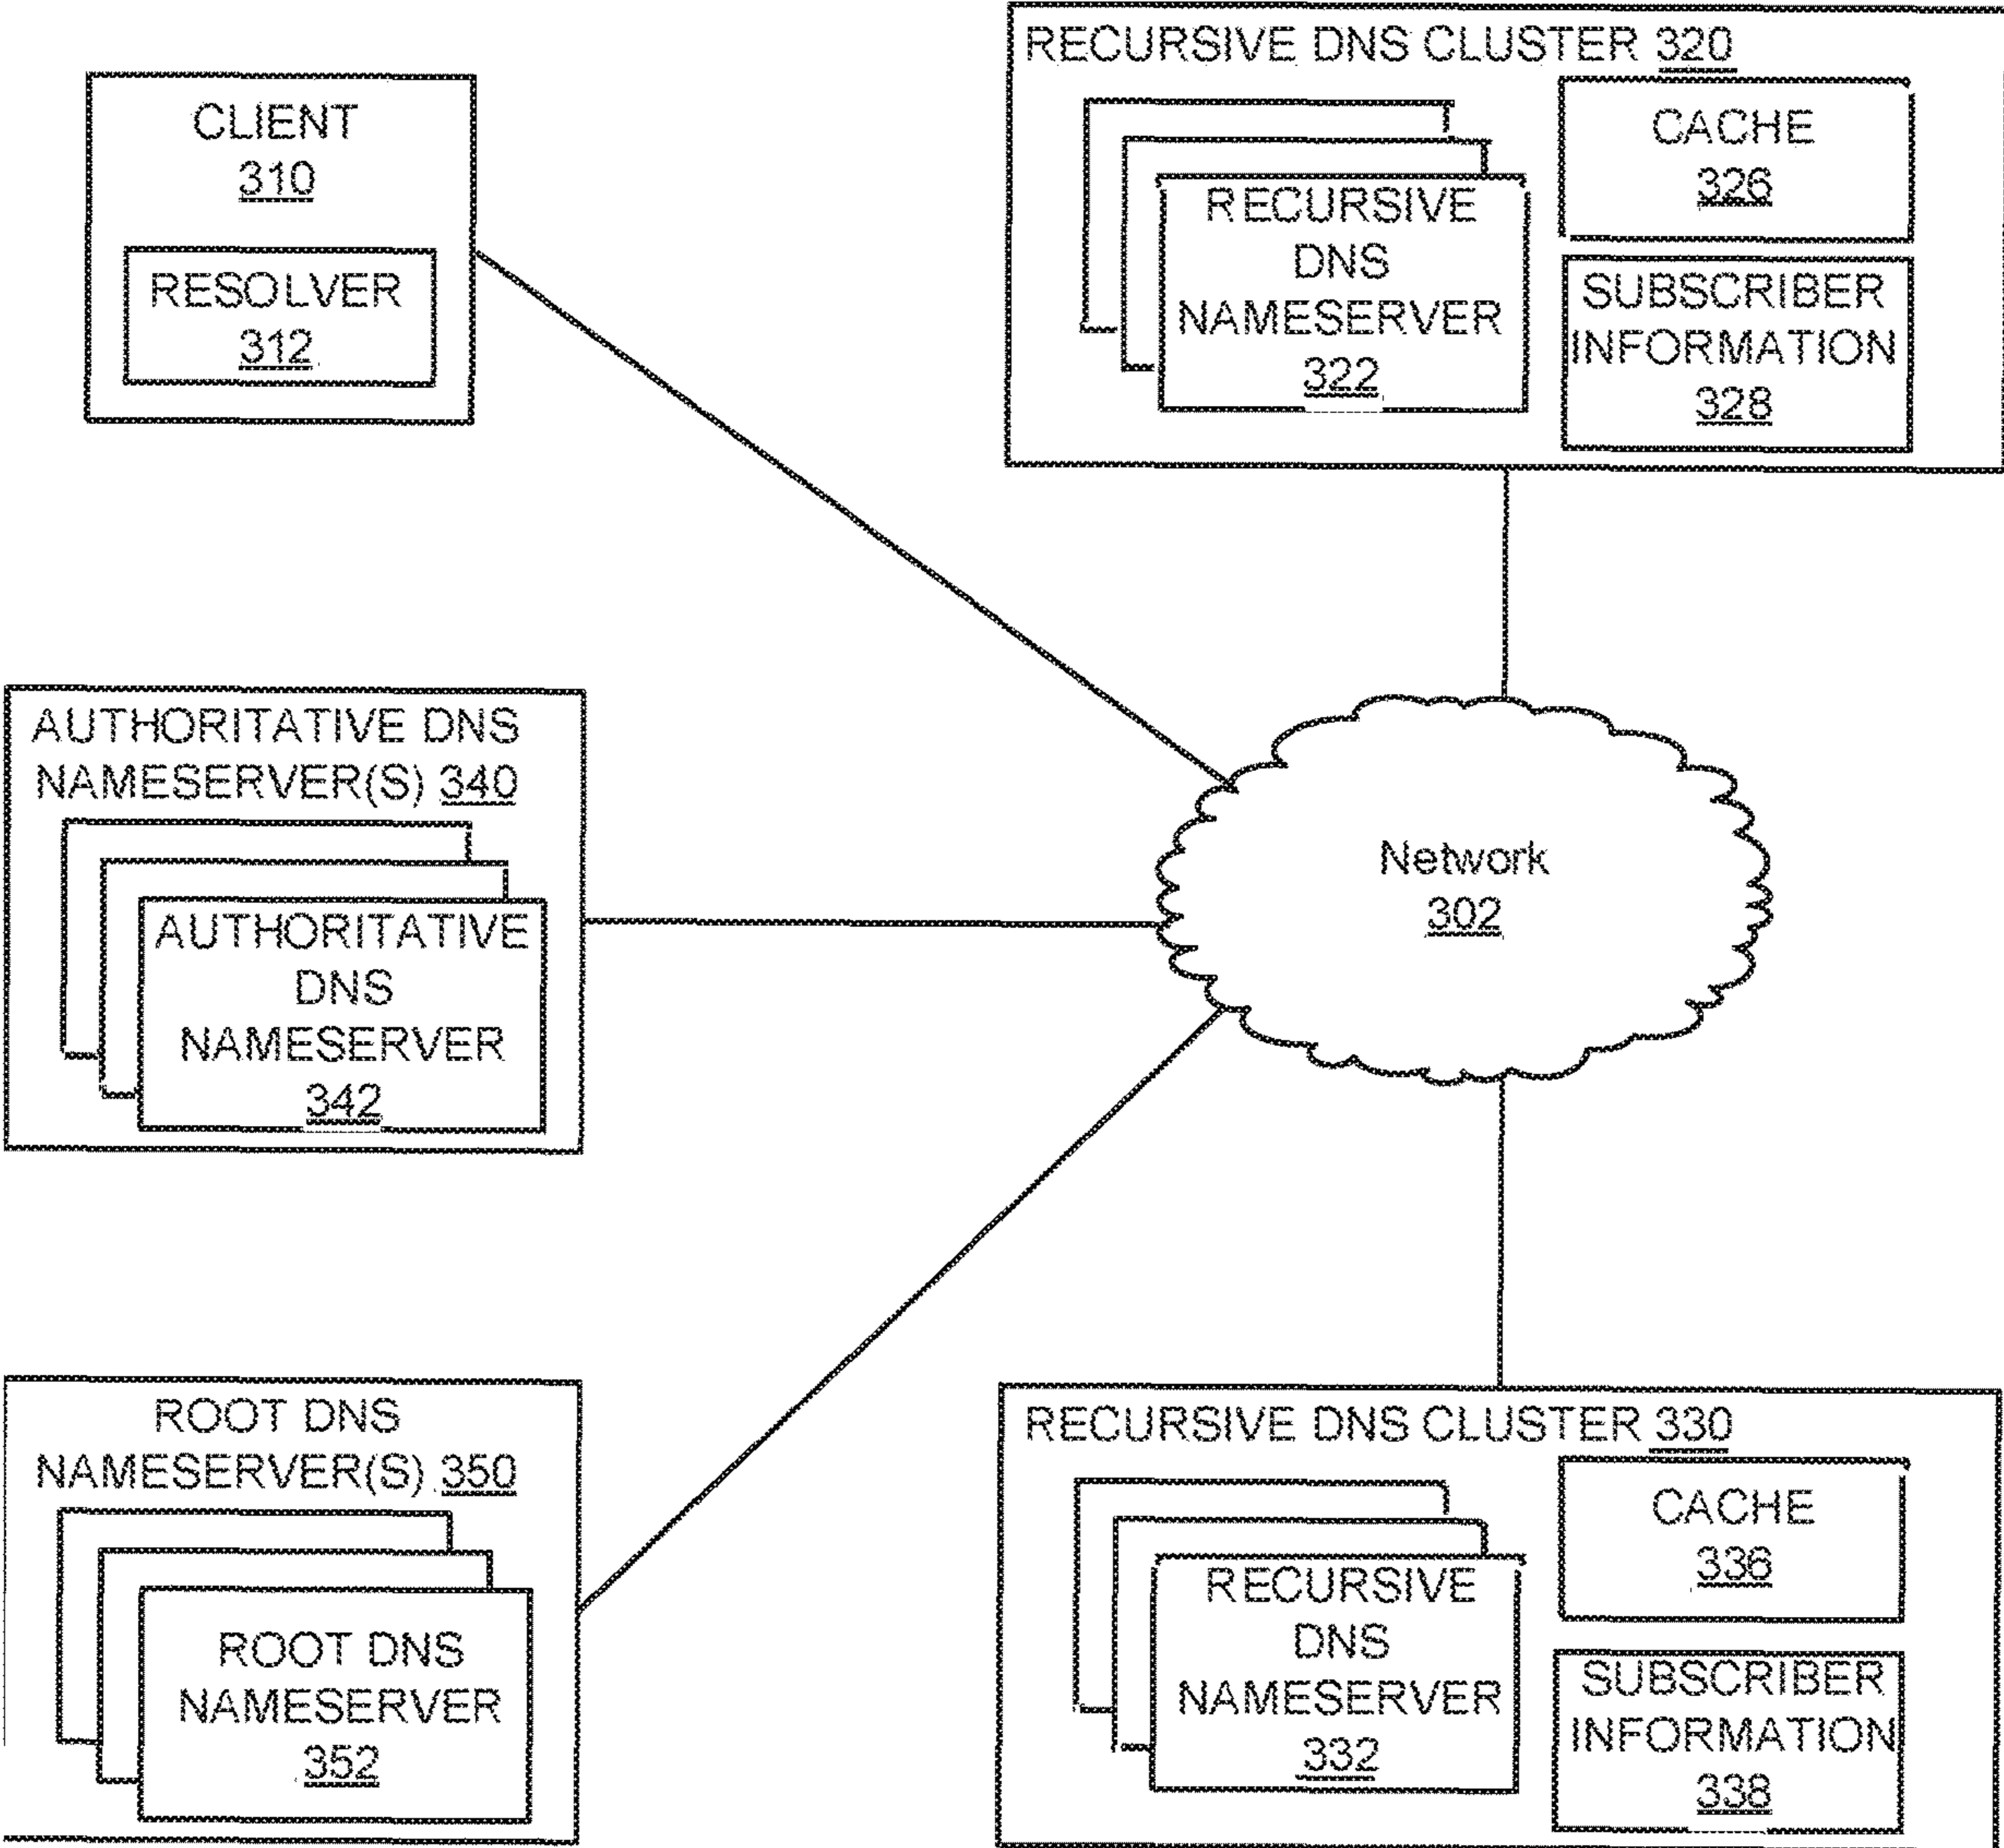 CLIENT
310
RESOLVER
312
RECURSIVE DNS CLUSTER 320
RECURSIVE
DNS
NAMESERVER
322
CACHE
326
SUBSCRIBER
INFORMATION
328
AUTHORITATIVE DNS
NAMESERVER(S) 340
AUTHORITATIVE
DNS
NAMESERVER
342
Network
302
ROOT DNS
NAMESERVER(S) 350
ROOT DNS
NAMESERVER
352
RECURSIVE DNS CLUSTER 330
RECURSIVE
DNS
NAMESERVER
332
CACHE
336
SUBSCRIBER
INFORMATION
338